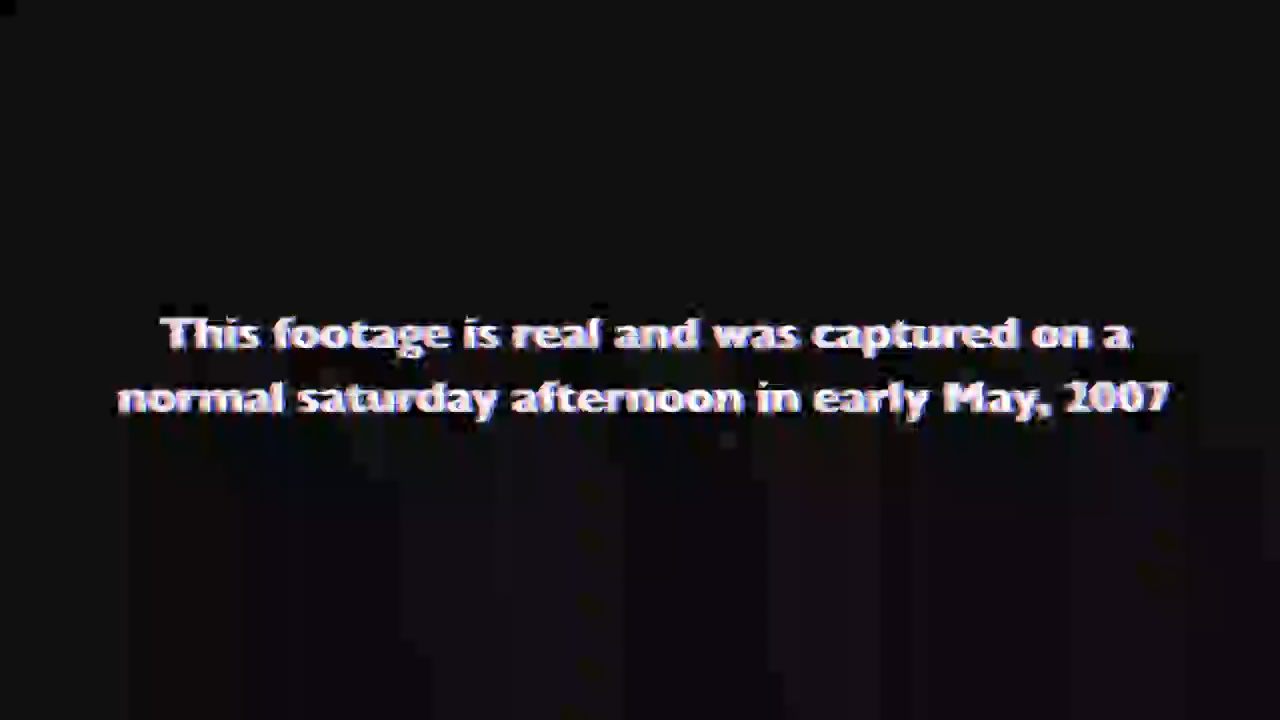 This footage is real and was captured on a
normal saturday afternoon in early May, 2007